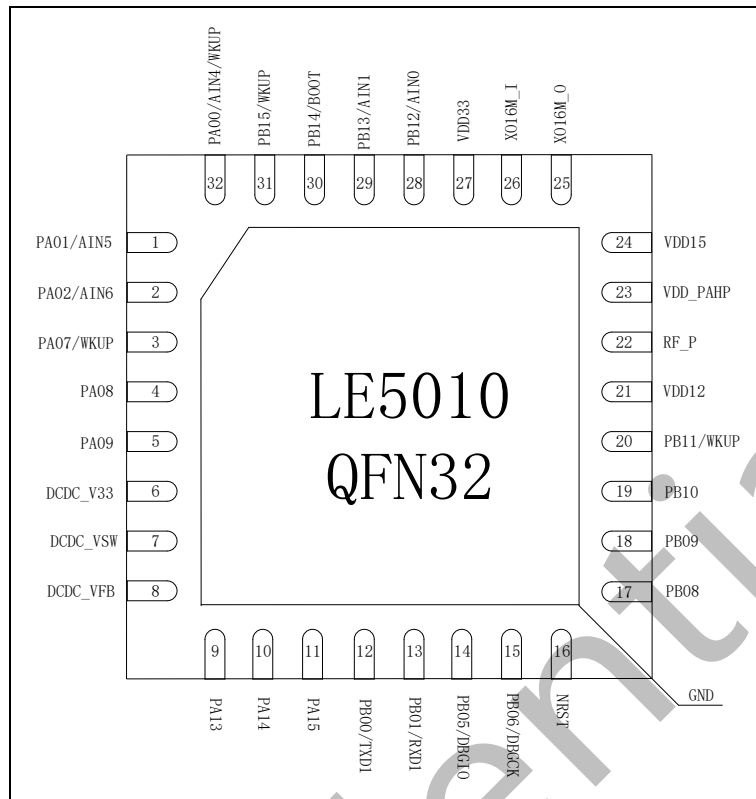 PA00/AIN4/WKUP
PB15/WKUP
PB14/BOOT
PB13/AIN1
PB12/AIN0
VDD33
XO16M_I
XO16M_O
32
31
30
29
28
27
26
25
PA01/AIN5 1
PA02/AIN6 2
PA07/WKUP 3
PA08 4
PA09 5
DCDC_V33 6
DCDC_VSW 7
DCDC_VFB 8
LE5010
QFN32
24 VDD15
23 VDD_PAHP
22 RF_P
21 VDD12
20 PB11/WKUP
19 PB10
18 PB09
17 PB08
9
10
11
12
13
14
15
16
PA13
PA14
PA15
PB00/TXD1
PB01/RXD1
PB05/DBGIO
PB06/DBGCK
NRST
GND